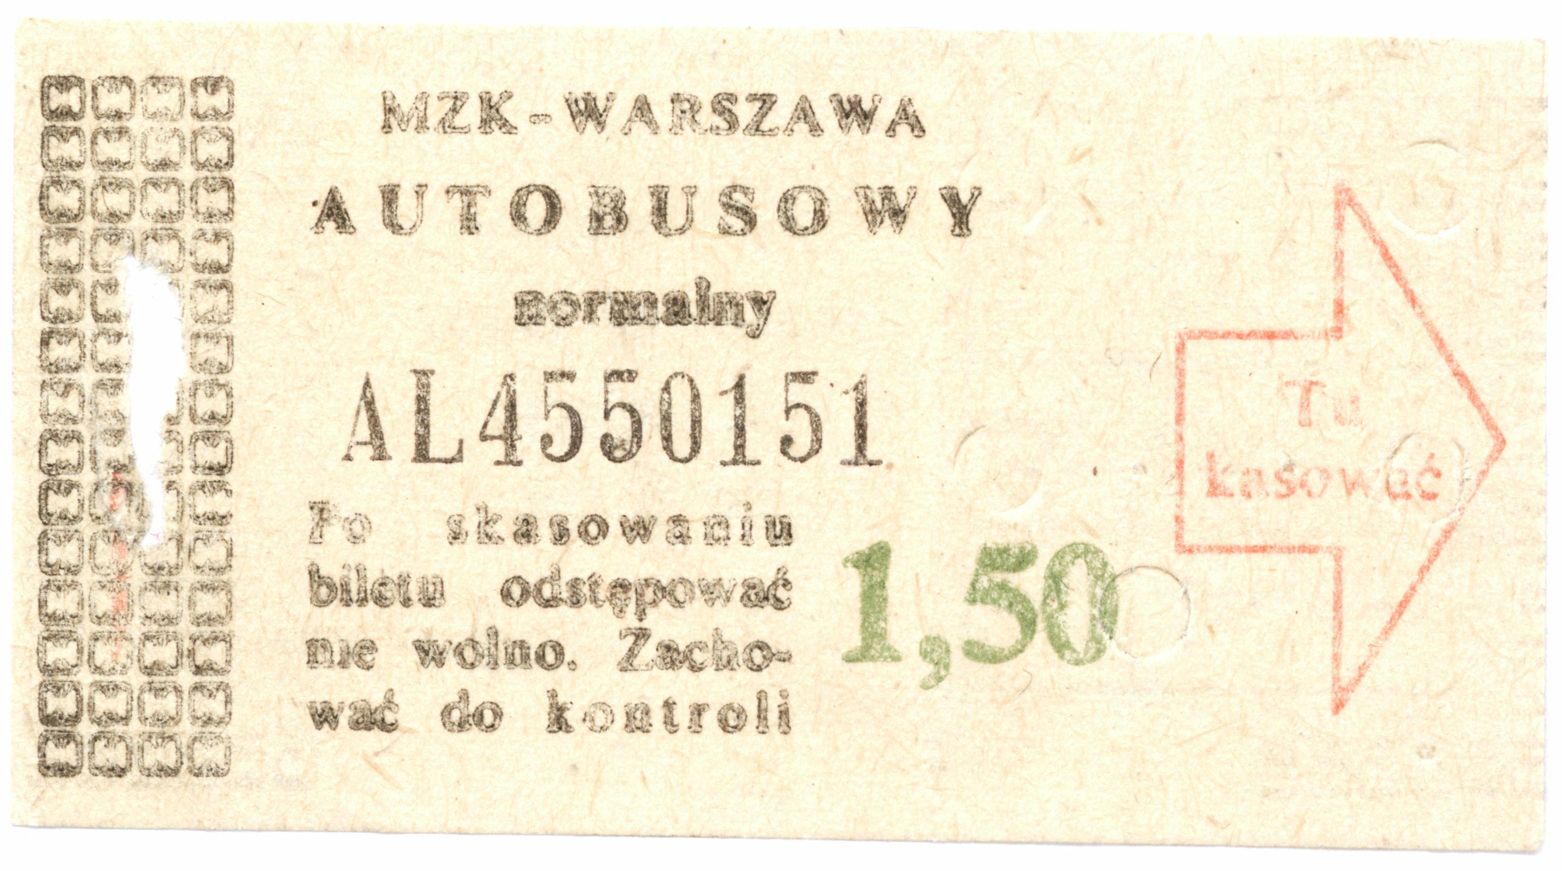 MZK-WARSZAWA
AUTOBUSOWY
normalny
AL4550151
Po skasowaniu
biletu odstępować
nie wolno. Zacho-
wać do kontroli
1,50
Tu
kasować